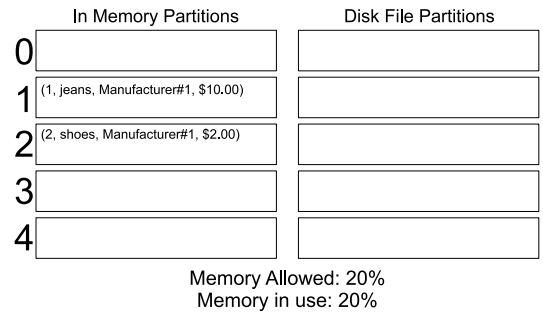 In Memory Partitions
Disk File Partitions
0
1
(1, jeans, Manufacturer#1, $10.00)
2
(2, shoes, Manufacturer#1, $2.00)
3
4
Memory Allowed: 20%
Memory in use: 20%